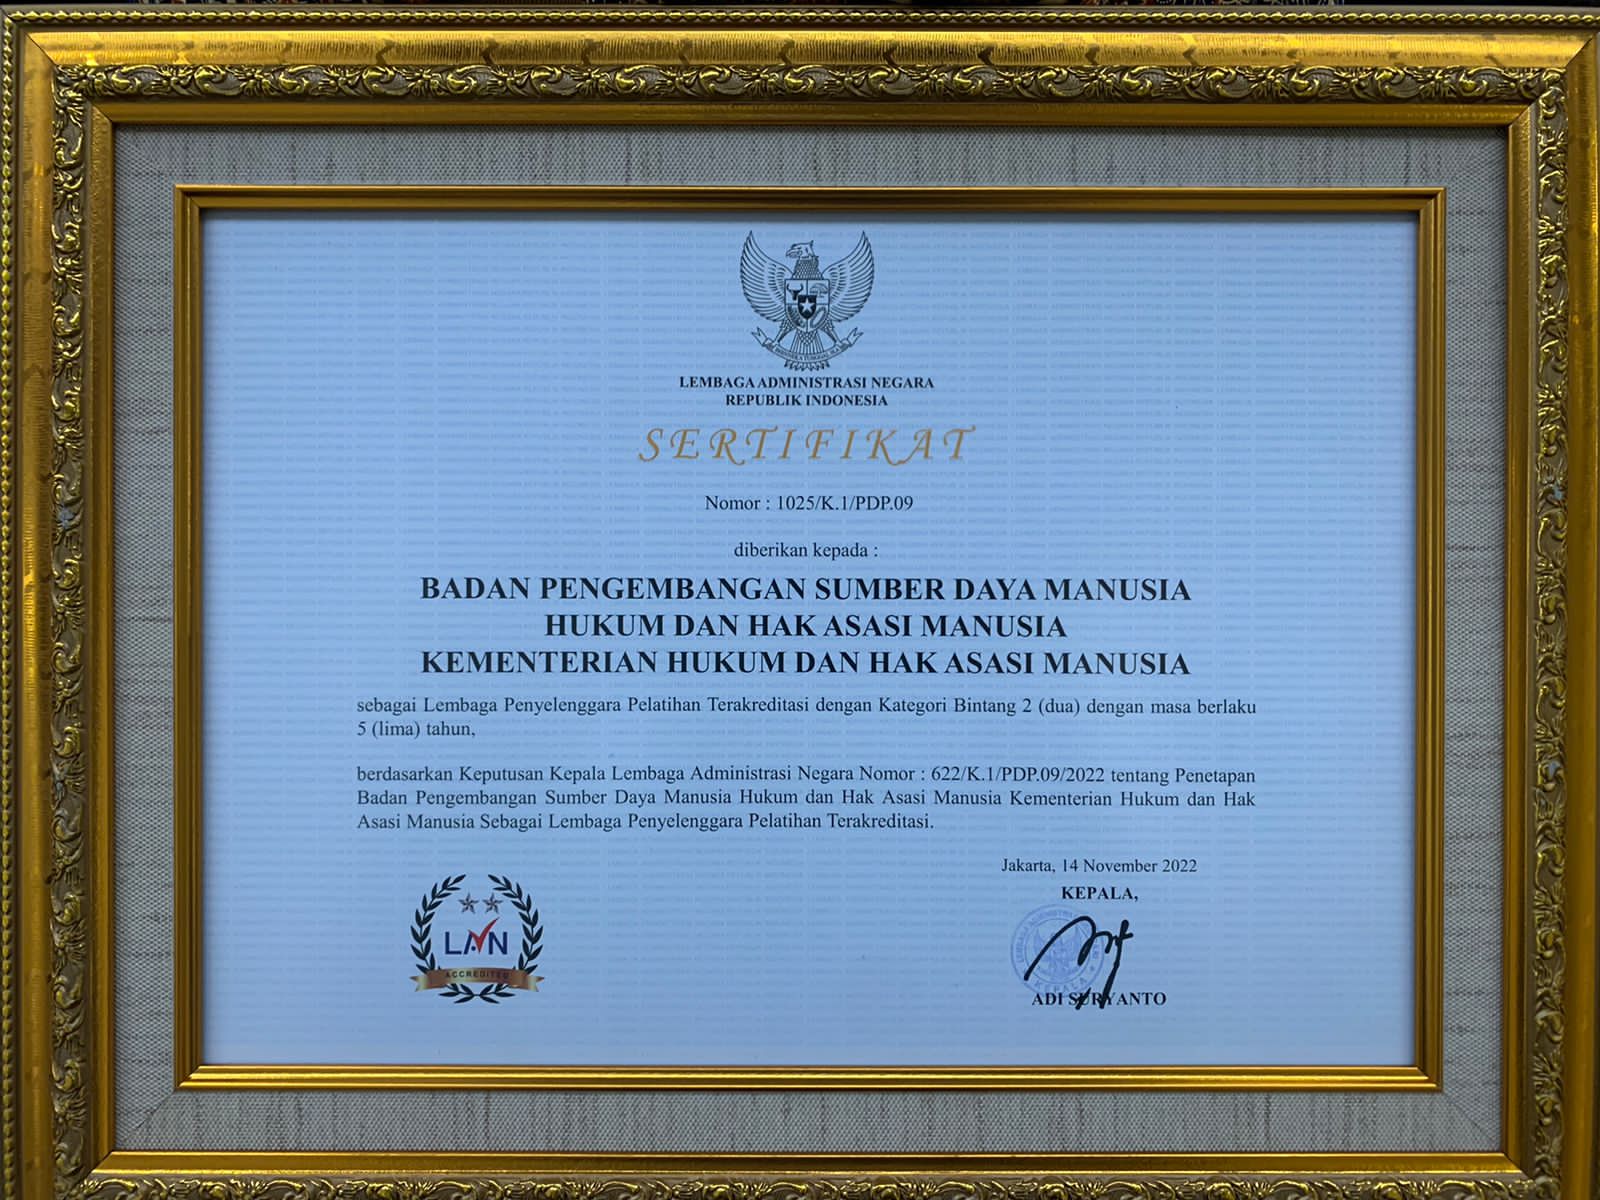 LEMBAGA ADMINISTRASI NEGARA
REPUBLIK INDONESIA
SERTIFIKAT
Nomor : 1025/K.1/PDP.09
diberikan kepada :
BADAN PENGEMBANGAN SUMBER DAYA MANUSIA
HUKUM DAN HAK ASASI MANUSIA
KEMENTERIAN HUKUM DAN HAK ASASI MANUSIA
sebagai Lembaga Penyelenggara Pelatihan Terakreditasi dengan Kategori Bintang 2 (dua) dengan masa berlaku
5 (lima) tahun,
berdasarkan Keputusan Kepala Lembaga Administrasi Negara Nomor : 622/K.1/PDP.09/2022 tentang Penetapan
Badan Pengembangan Sumber Daya Manusia Hukum dan Hak Asasi Manusia Kementerian Hukum dan Hak
Asasi Manusia Sebagai Lembaga Penyelenggara Pelatihan Terakreditasi.
Jakarta, 14 November 2022
KEPALA,
LAN
ACCREDITED
KEPALA
ADI SURYANTO